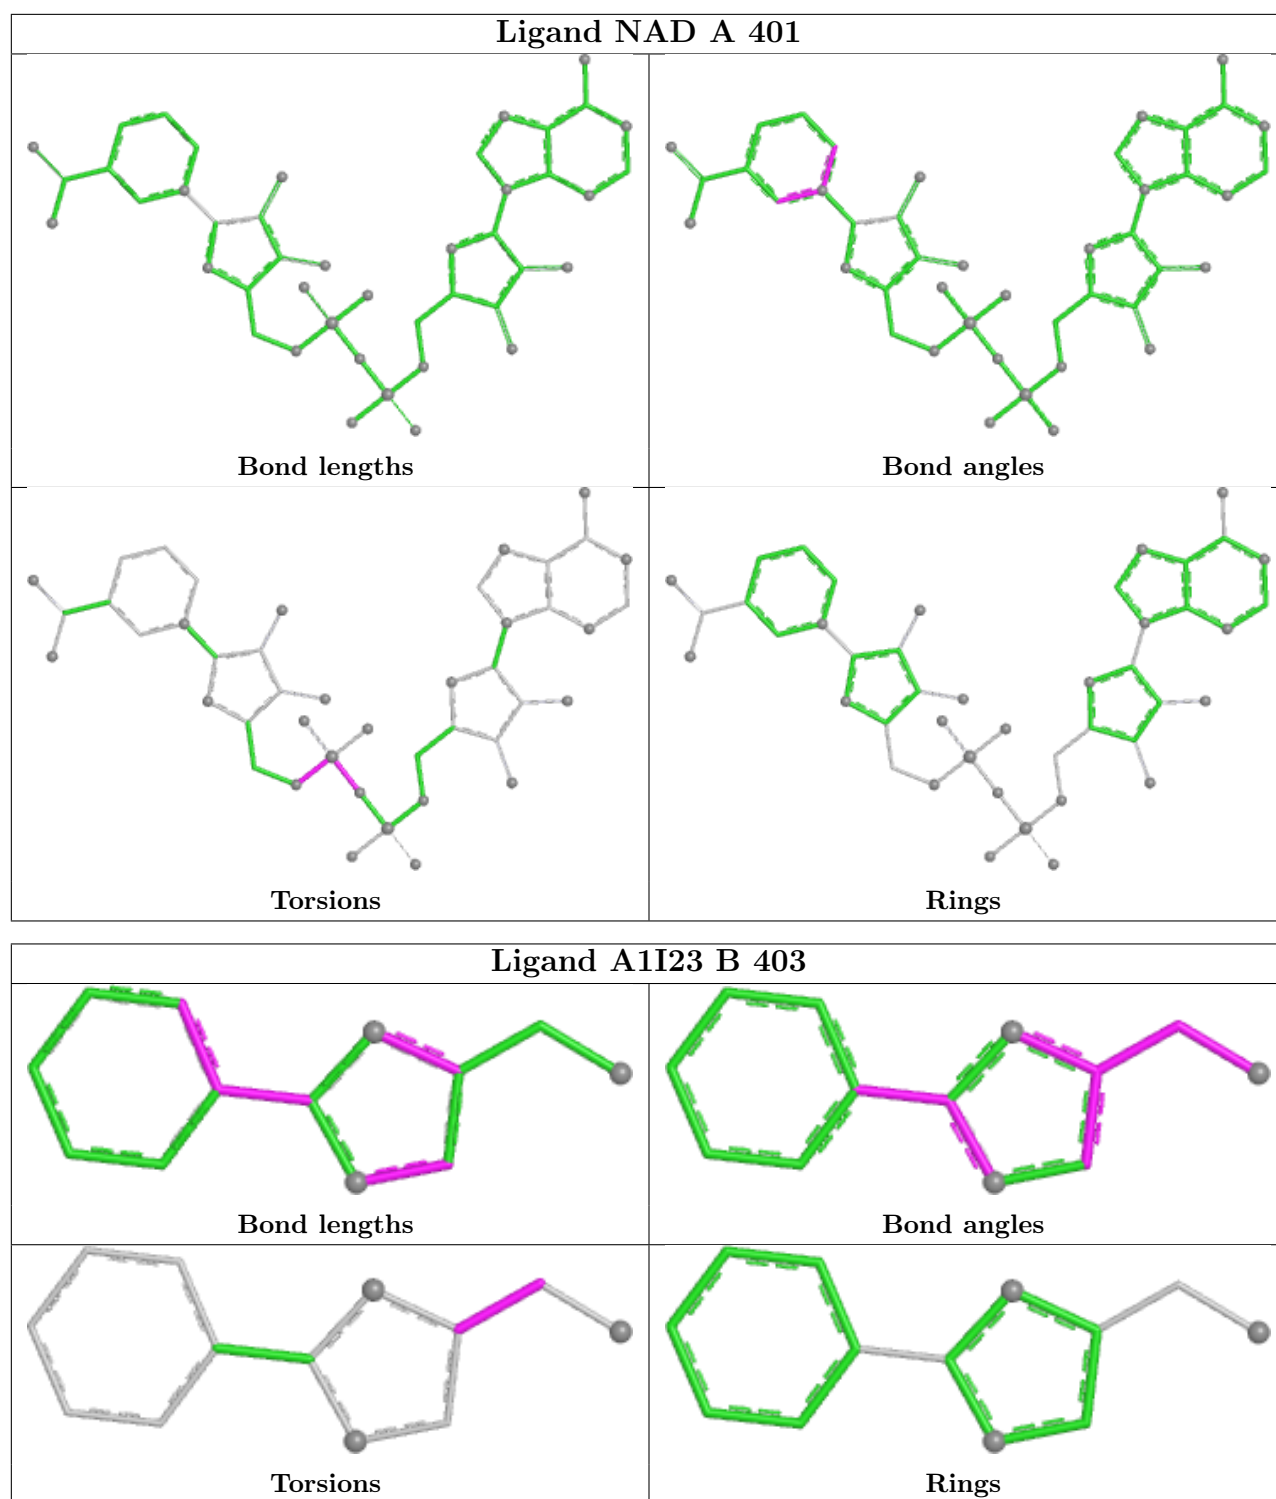 Ligand NAD A 401
Bond lengths
Bond angles
Torsions
Rings
Ligand A1I23 B 403
Bond lengths
Bond angles
Torsions
Rings